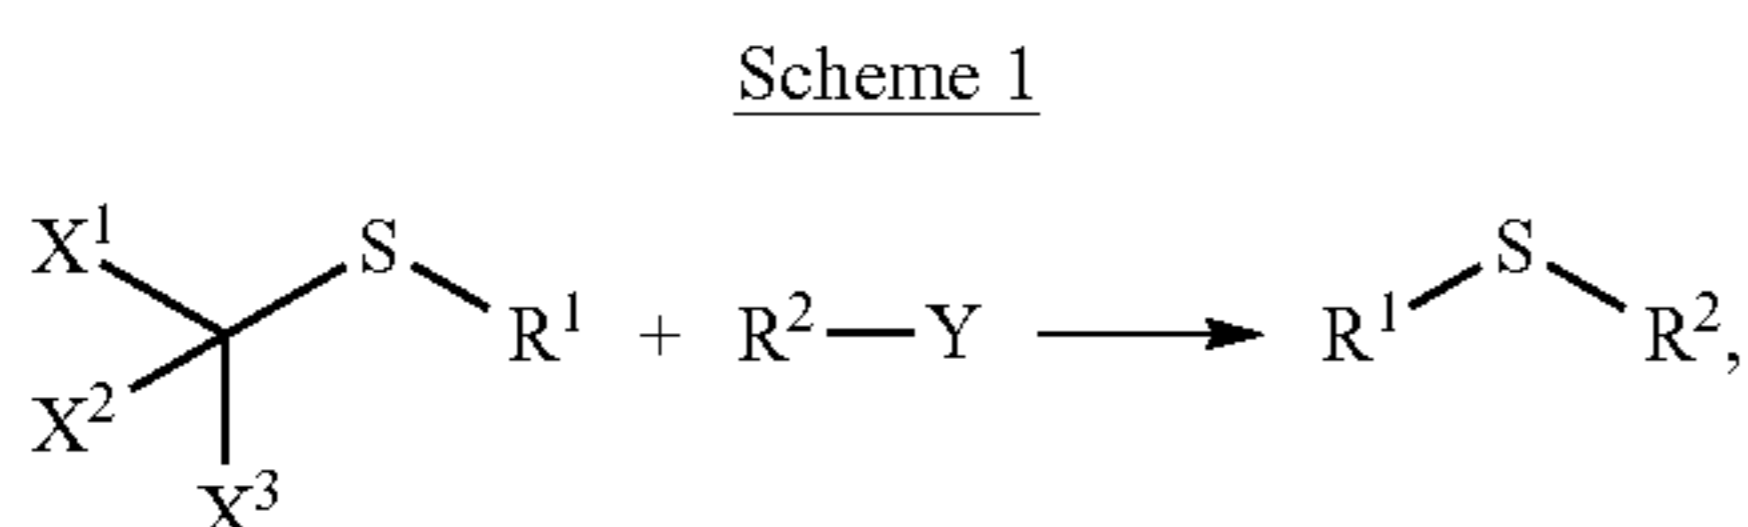 Scheme 1
X¹ S R¹ + R²—Y → R¹ S R²,
X²
X³